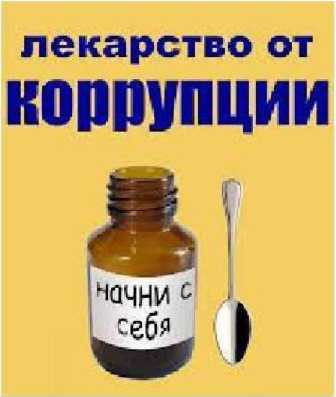 лекарство от
коррупции
начни с
себя